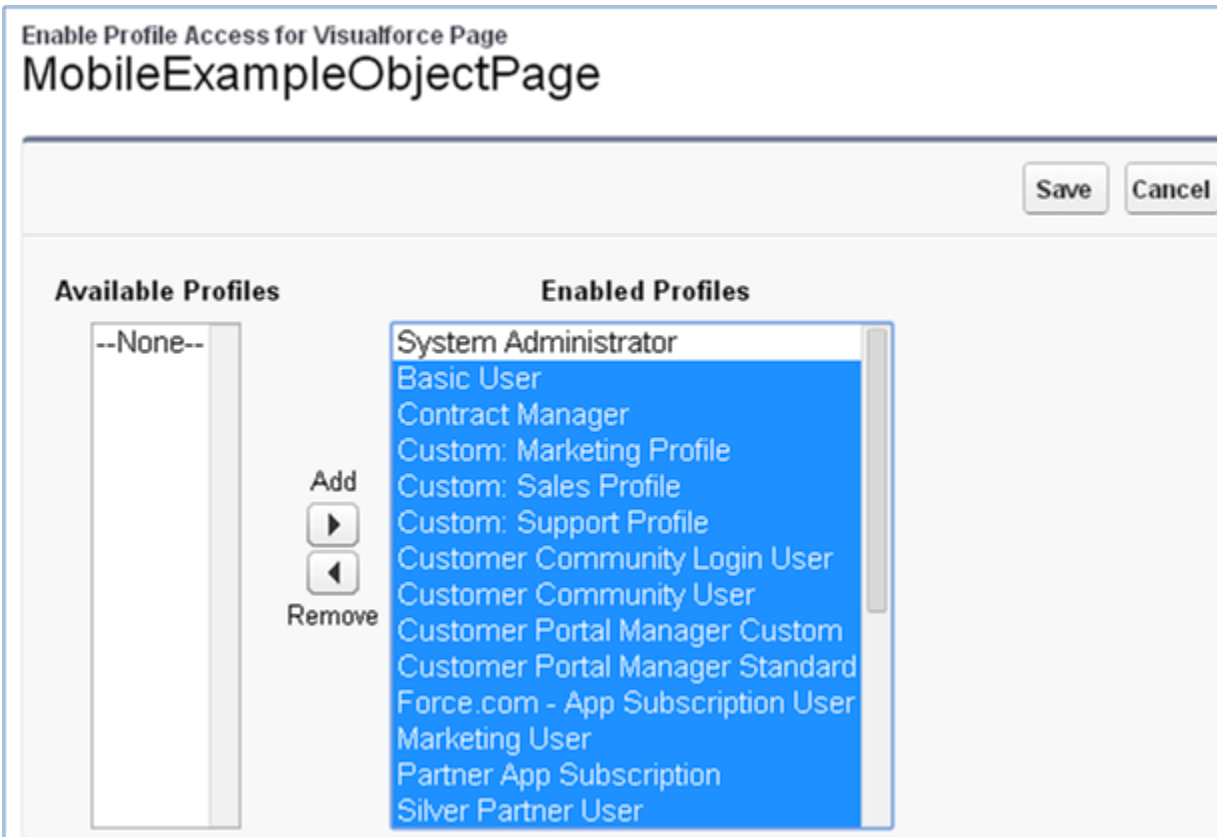 Enable Profile Access for Visualforce Page
MobileExampleObjectPage
Save Cancel
Available Profiles Enabled Profiles
--None--
Add
Remove
System Administrator
Basic User
Contract Manager
Custom: Marketing Profile
Custom: Sales Profile
Custom: Support Profile
Customer Community Login User
Customer Community User
Customer Portal Manager Custom
Customer Portal Manager Standard
Force.com - App Subscription User
Marketing User
Partner App Subscription
Silver Partner User